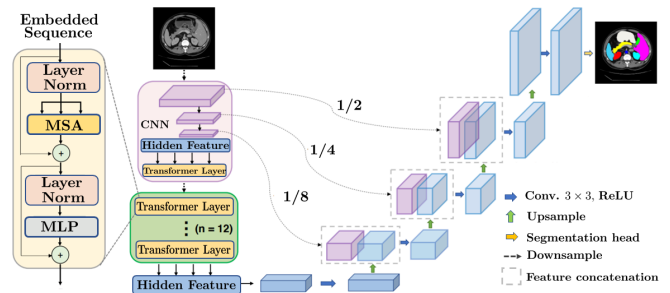 Embedded
Sequence
Layer
Norm
MSA
Layer
Norm
MLP
CNN
Hidden Feature
Transformer Layer
Transformer Layer
(n = 12)
Transformer Layer
Hidden Feature
1/2
1/4
1/8
Conv. 3 × 3, ReLU
Upsample
Segmentation head
Downsample
Feature concatenation